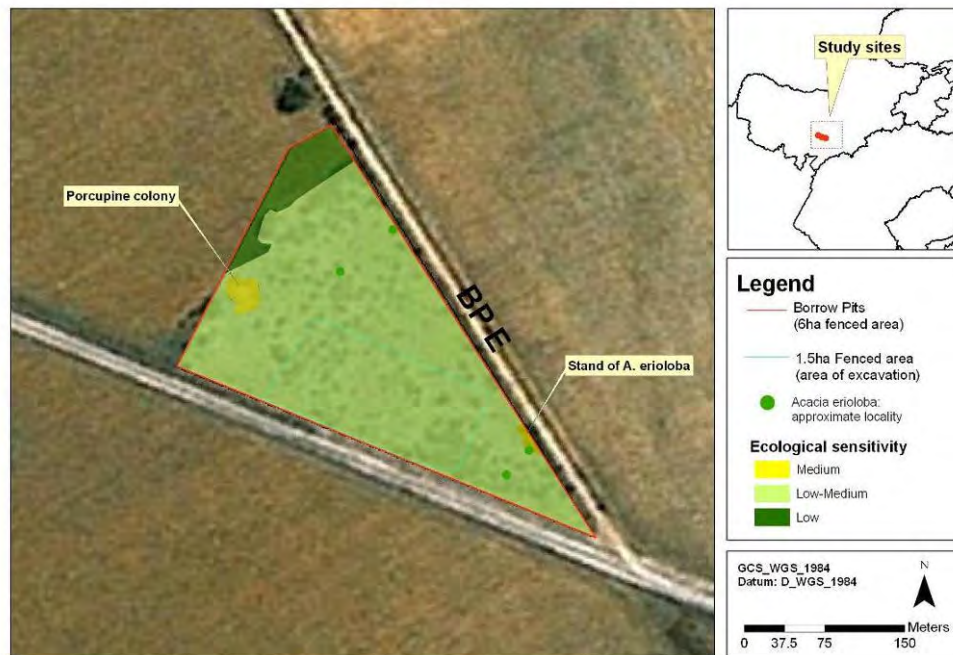 Porcupine colony
BP-E
Stand of A. erioloba
Study sites
Legend
Borrow Pits
(6ha fenced area)
1.5ha Fenced area
(area of excavation)
Acacia erioloba:
approximate locality
Ecological sensitivity
Medium
Low-Medium
Low
GCS_WGS_1984
Datum: D_WGS_1984
N
Meters
0 37.5 75 150